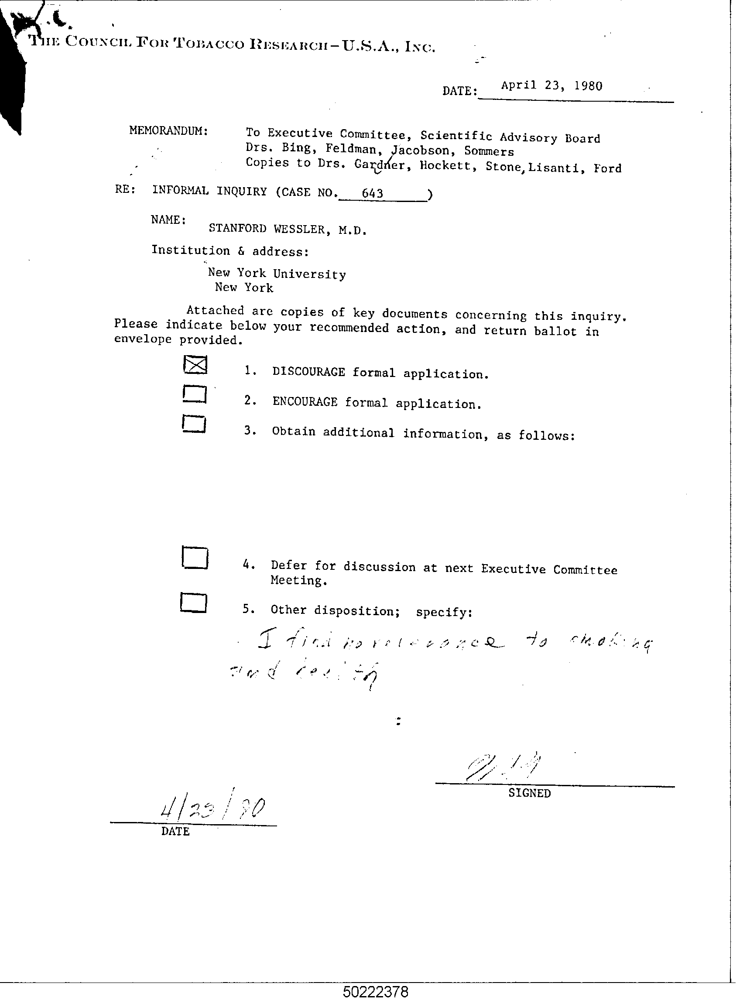 THE COUNCIL FOR TOBACCO RESEARCH-U.S.A., INC.
DATE: April 23, 1980
MEMORANDUM: To Executive Committee, Scientific Advisory Board
Drs. Bing, Feldman, Jacobson, Sommers
Copies to Drs. Gardner, Hockett, Stone, Lisanti, Ford
RE: INFORMAL INQUIRY (CASE NO. 643 )
NAME: STANFORD WESSLER, M.D.
Institution & address:
New York University
New York
Attached are copies of key documents concerning this inquiry.
Please indicate below your recommended action, and return ballot in
envelope provided.
1. DISCOURAGE formal application.
2. ENCOURAGE formal application.
3. Obtain additional information, as follows:
4. Defer for discussion at next Executive Committee
Meeting.
5. Other disposition; specify:
I find no relevance to smoking
and health
SIGNED
4/23/80
DATE
50222378